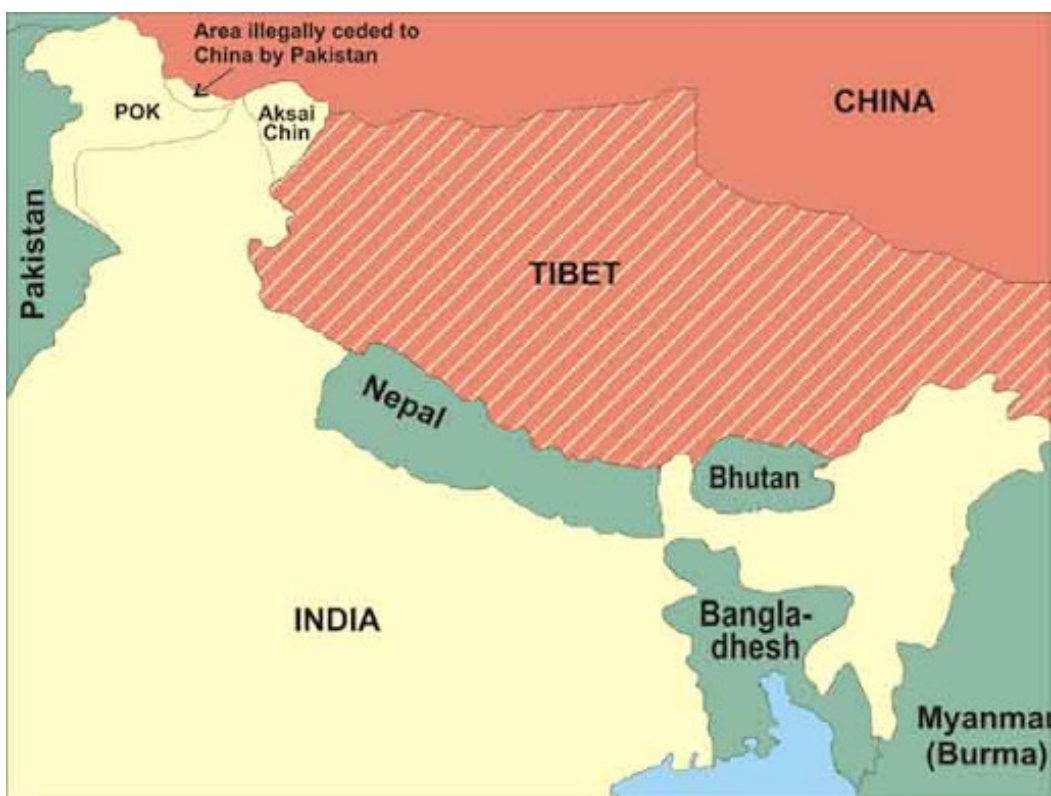 Area illegally ceded to
China by Pakistan
POK
Aksai
Chin
CHINA
Pakistan
TIBET
Nepal
Bhutan
INDIA
Bangla-
dhesh
Myanmar
(Burma)